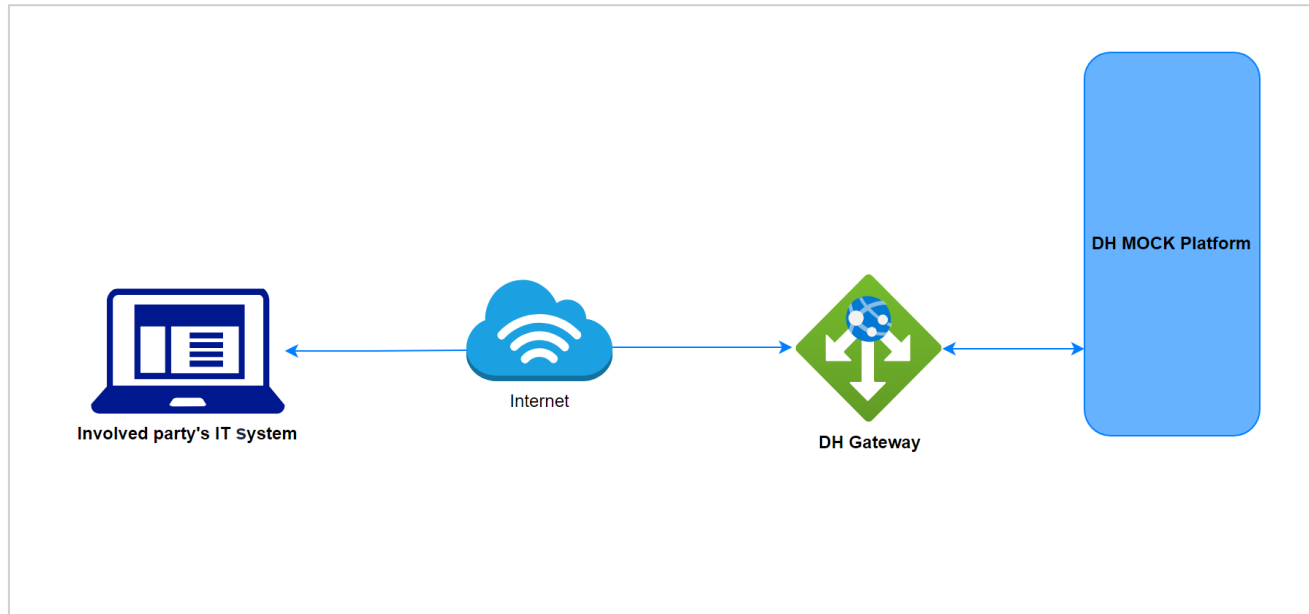 DH MOCK Platform
Internet
Involved party's IT System
DH Gateway